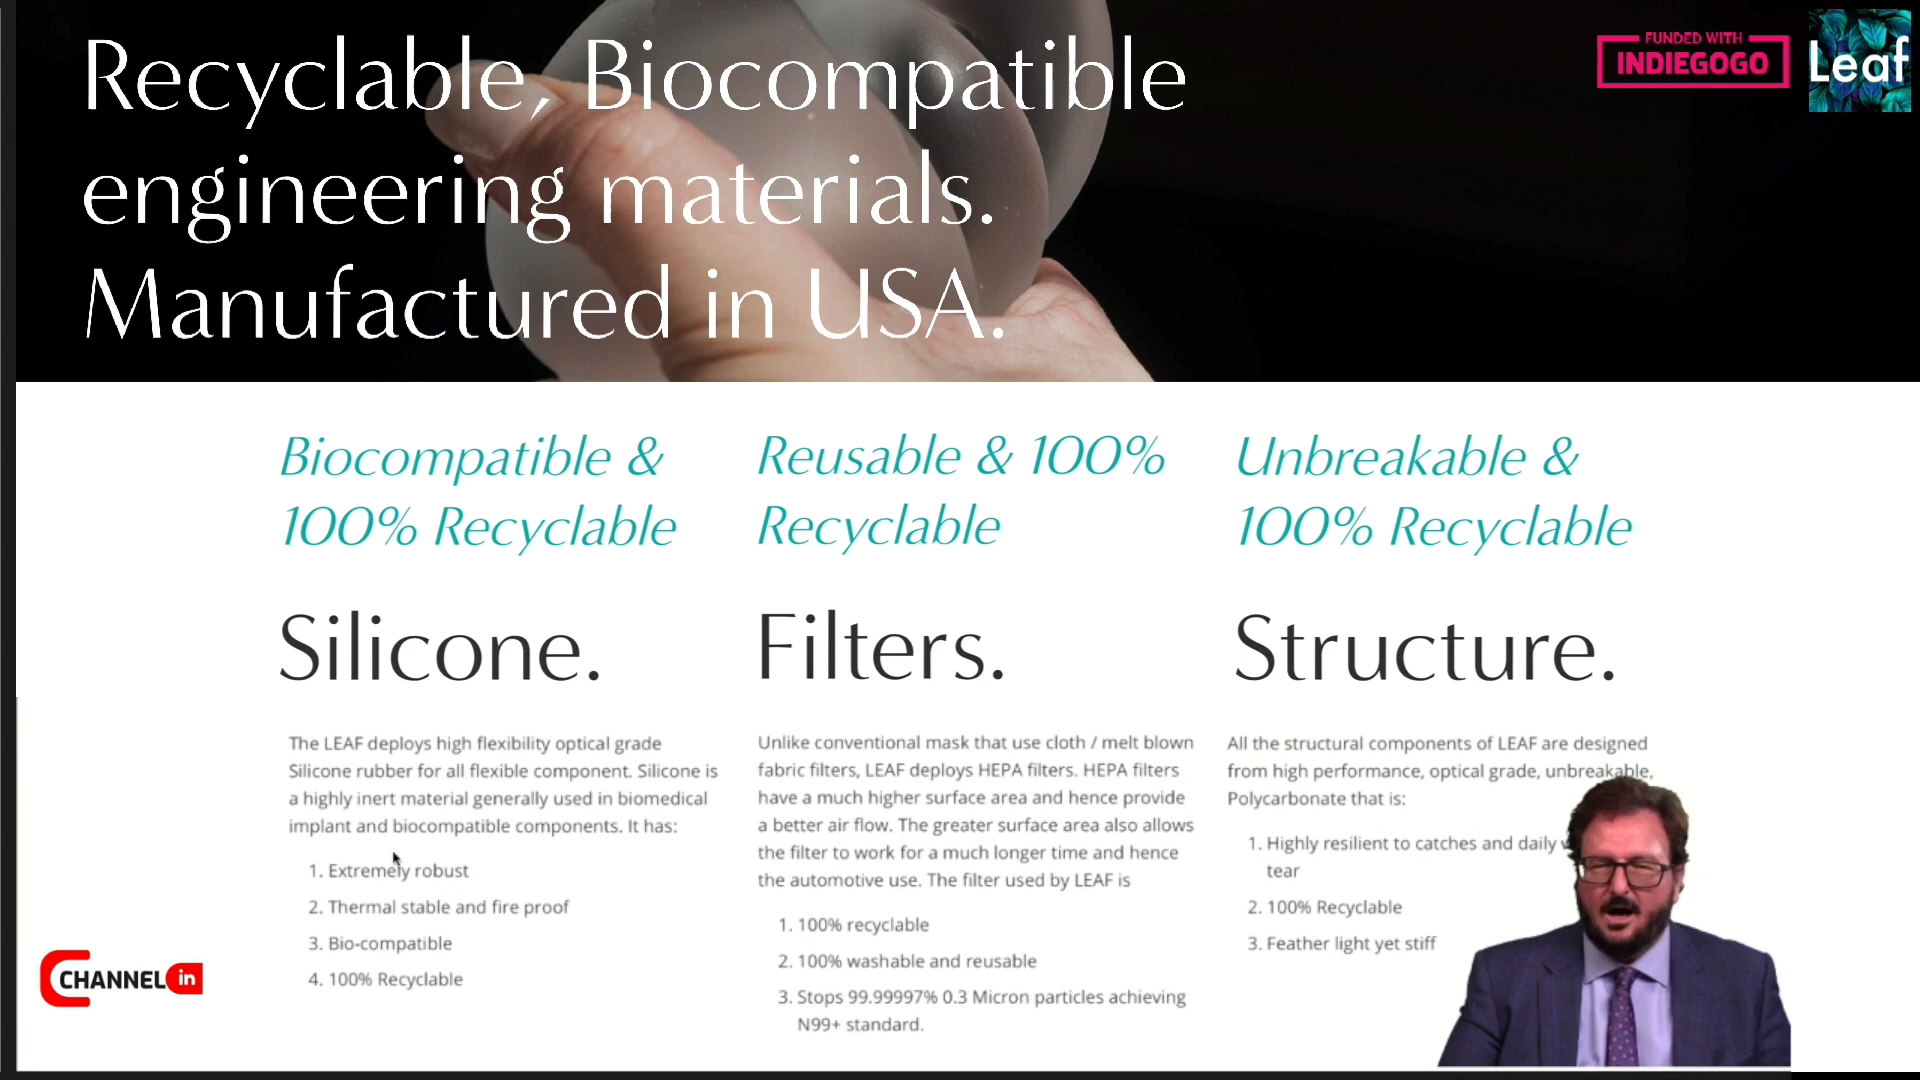 Recyclable, Biocompatible
engineering materials.
Manufactured in USA.
FUNDED WITH
INDIEGOGO
Leaf
Biocompatible &
100% Recyclable
Silicone.
The LEAF deploys high flexibility optical grade
Silicone rubber for all flexible component. Silicone is
a highly inert material generally used in biomedical
implant and biocompatible components. It has:
1. Extremely robust
2. Thermal stable and fire proof
3. Bio-compatible
4. 100% Recyclable
Reusable & 100%
Recyclable
Filters.
Unlike conventional mask that use cloth / melt blown
fabric filters, LEAF deploys HEPA filters. HEPA filters
have a much higher surface area and hence provide
a better air flow. The greater surface area also allows
the filter to work for a much longer time and hence
the automotive use. The filter used by LEAF is
1. 100% recyclable
2. 100% washable and reusable
3. Stops 99.99997% 0.3 Micron particles achieving
N99+ standard.
Unbreakable &
100% Recyclable
Structure.
All the structural components of LEAF are designed
from high performance, optical grade, unbreakable,
Polycarbonate that is:
1. Highly resilient to catches and daily
tear
2. 100% Recyclable
3. Feather light yet stiff
CHANNEL in